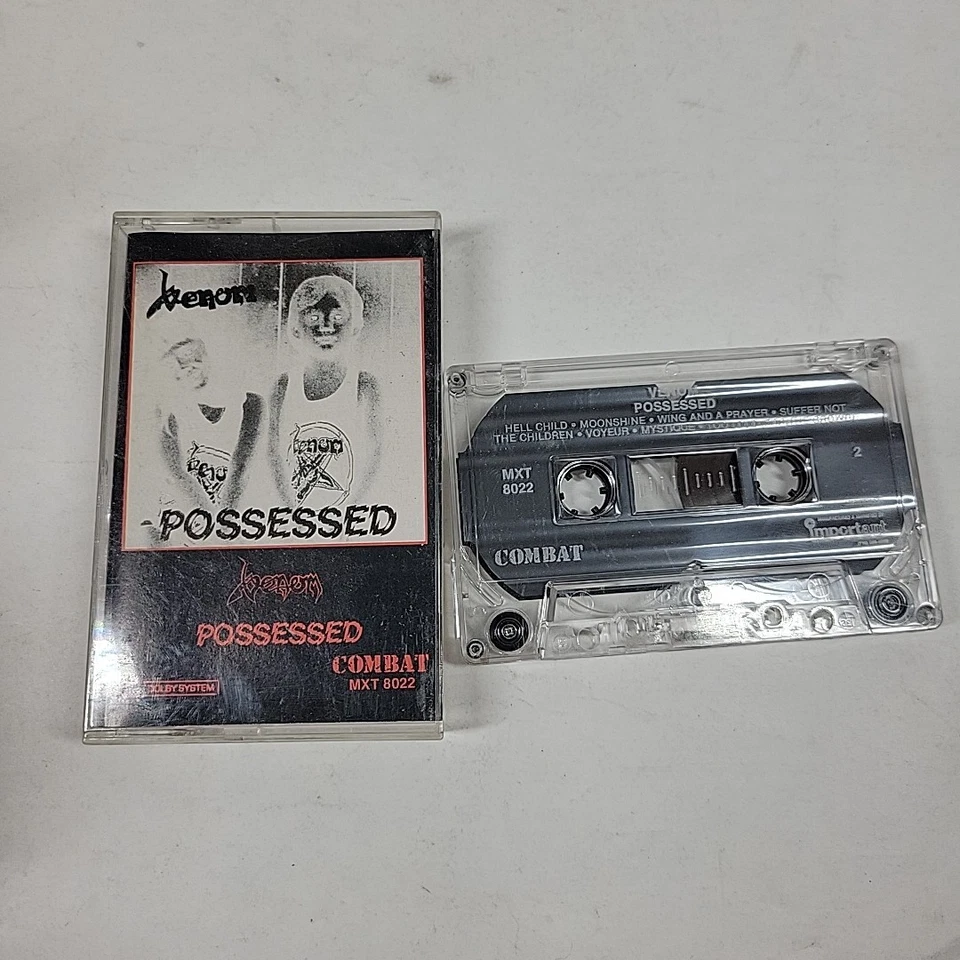 Venom
Venom
Venom
POSSESSED
Venom
POSSESSED
COMBAT
DOLBY SYSTEM
MXT 8022
POSSESSED
HELL CHILD • MOONSHINE • WING AND A PRAYER • SUFFER NOT
THE CHILDREN • VOYEUR • MYSTIQUE •
MXT
8022
2
COMBAT
important